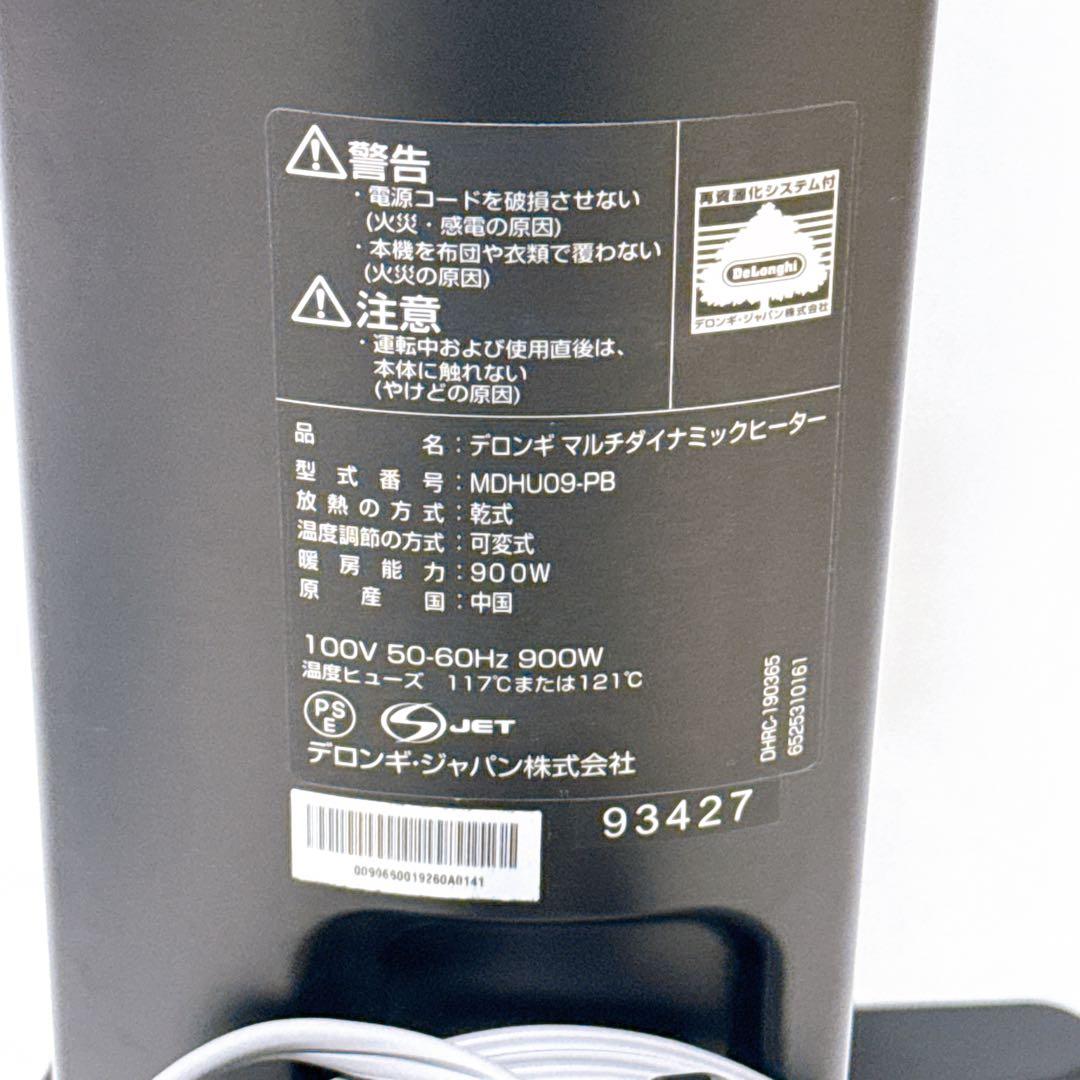 警告
・電源コードを破損させない
(火災・感電の原因)
・本機を布団や衣類で覆わない
(火災の原因)
注意
・運転中および使用直後は、
本体に触れない
(やけどの原因)
再資源化システム付
DeLonghi
デロンギ・ジャパン株式会社
品名:デロンギ マルチダイナミックヒーター
型式番号:MDHU09-PB
放熱の方式:乾式
温度調節の方式:可変式
暖房能力:900W
原産国:中国
100V 50-60Hz 900W
温度ヒューズ 117℃または121℃
PSE
JET
デロンギ・ジャパン株式会社
DHRC-190365
6525310161
93427
0099650019260A0141